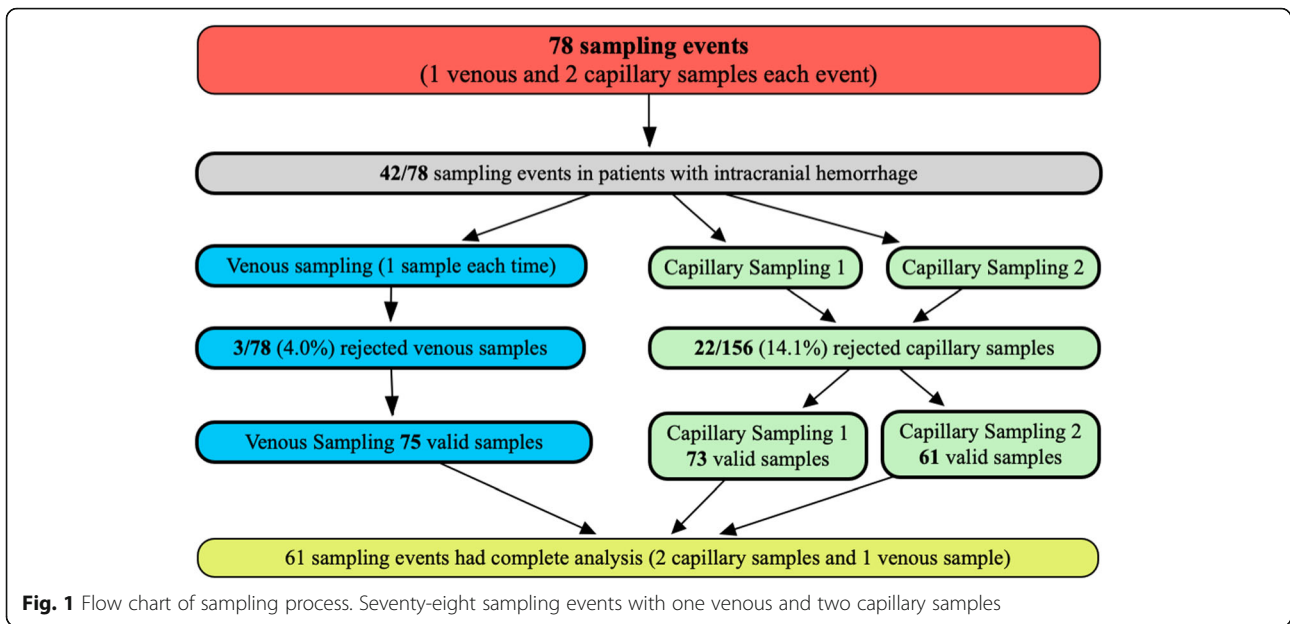 78 sampling events
(1 venous and 2 capillary samples each event)
42/78 sampling events in patients with intracranial hemorrhage
Venous sampling (1 sample each time)
Capillary Sampling 1
Capillary Sampling 2
3/78 (4.0%) rejected venous samples
22/156 (14.1%) rejected capillary samples
Venous Sampling 75 valid samples
Capillary Sampling 1
73 valid samples
Capillary Sampling 2
61 valid samples
61 sampling events had complete analysis (2 capillary samples and 1 venous sample)
Fig. 1 Flow chart of sampling process. Seventy-eight sampling events with one venous and two capillary samples